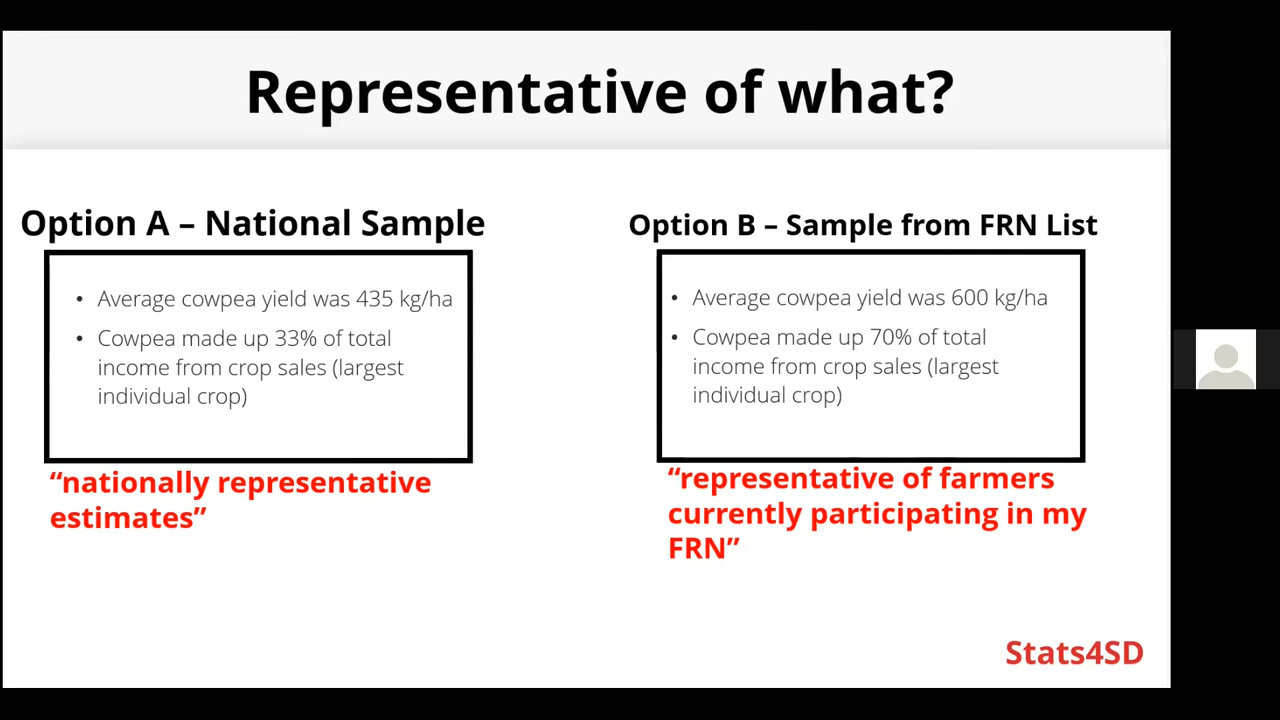 Representative of what?
Option A – National Sample
• Average cowpea yield was 435 kg/ha
• Cowpea made up 33% of total
income from crop sales (largest
individual crop)
“nationally representative
estimates”
Option B – Sample from FRN List
• Average cowpea yield was 600 kg/ha
• Cowpea made up 70% of total
income from crop sales (largest
individual crop)
“representative of farmers
currently participating in my
FRN”
Stats4SD